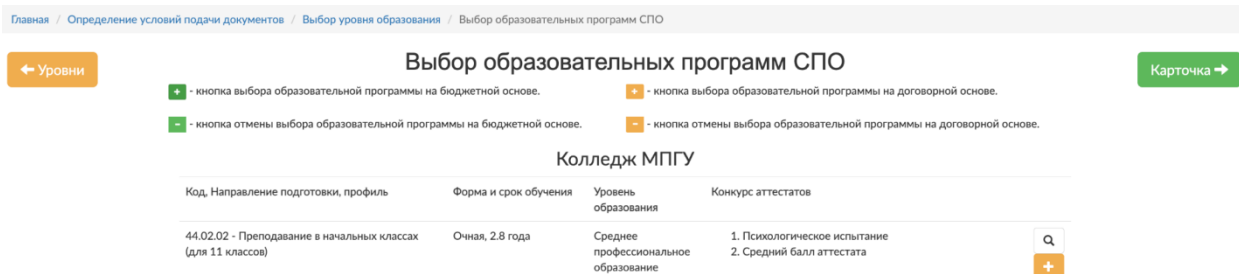 Главная / Определение условий подачи документов / Выбор уровня образования / Выбор образовательных программ СПО
Уровни
Выбор образовательных программ СПО
Карточка
+ - кнопка выбора образовательной программы на бюджетной основе.
+ - кнопка выбора образовательной программы на договорной основе.
- - кнопка отмены выбора образовательной программы на бюджетной основе.
- - кнопка отмены выбора образовательной программы на договорной основе.
Колледж МПГУ
Код, Направление подготовки, профиль
Форма и срок обучения
Уровень
образования
Конкурс аттестатов
44.02.02 - Преподавание в начальных классах
(для 11 классов)
Очная, 2.8 года
Среднее
профессиональное
образование
1. Психологическое испытание
2. Средний балл аттестата
+